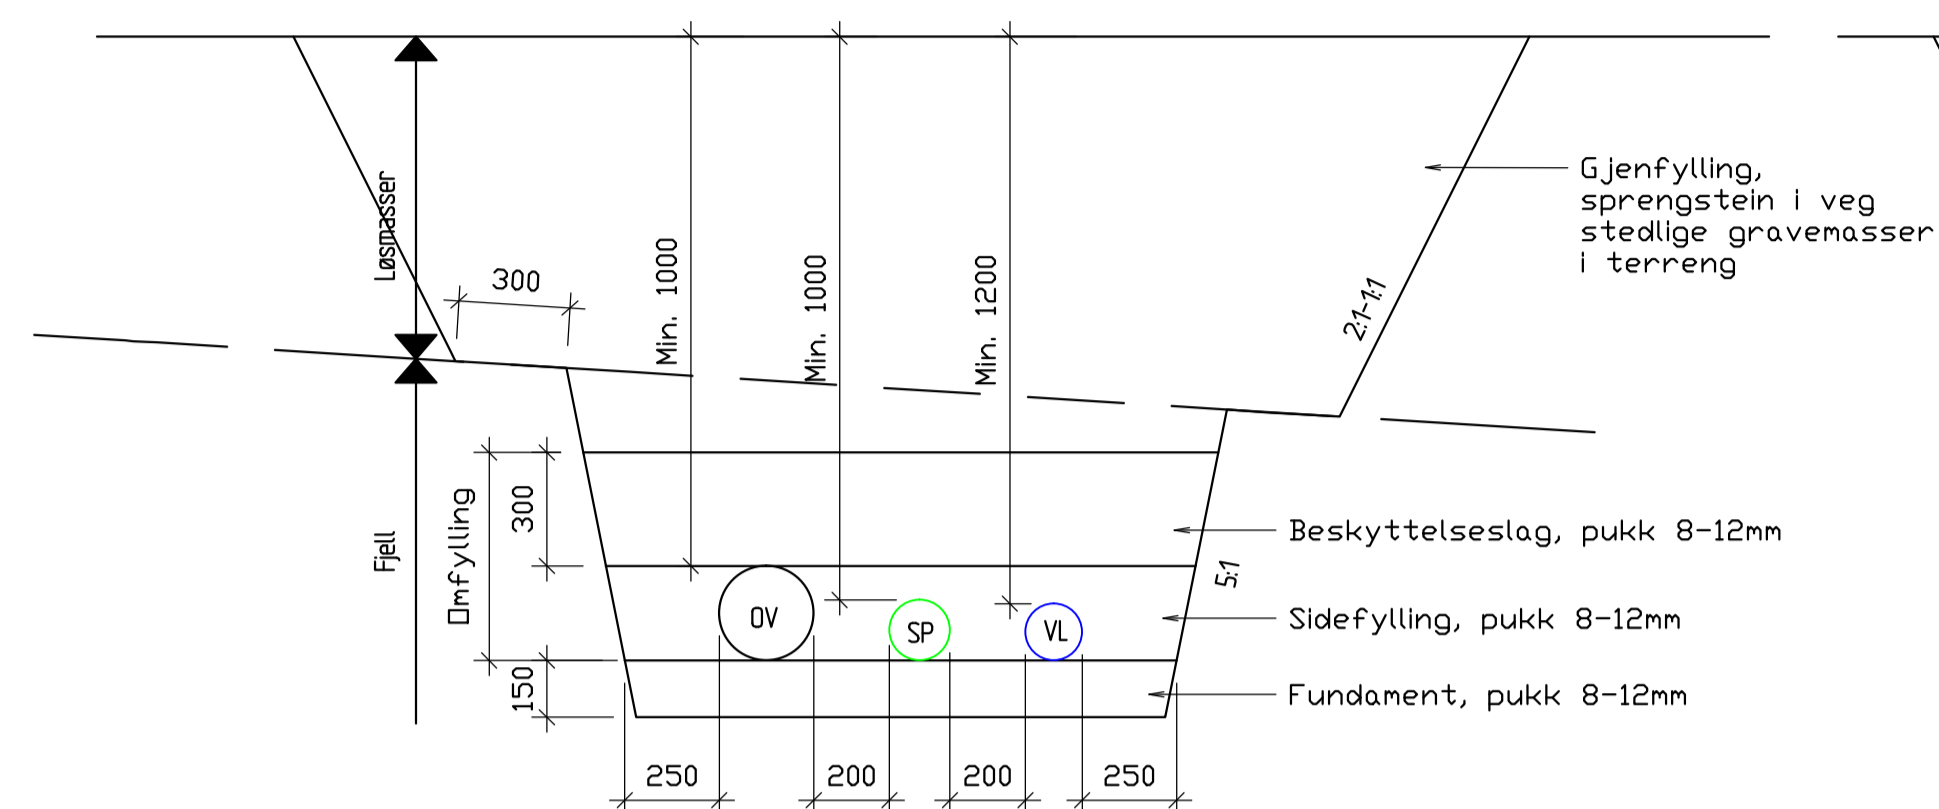 Løsmasser
300
Min. 1000
Min. 1000
Min. 1200
2:1-1:1
Gjenfylling,
sprengstein i veg
stedlige gravemasser
i terreng
Fjell
Omfylling
300
150
OV
SP
VL
5:1
Beskyttelseslag, pukk 8-12mm
Sidefylling, pukk 8-12mm
Fundament, pukk 8-12mm
250
200
200
250